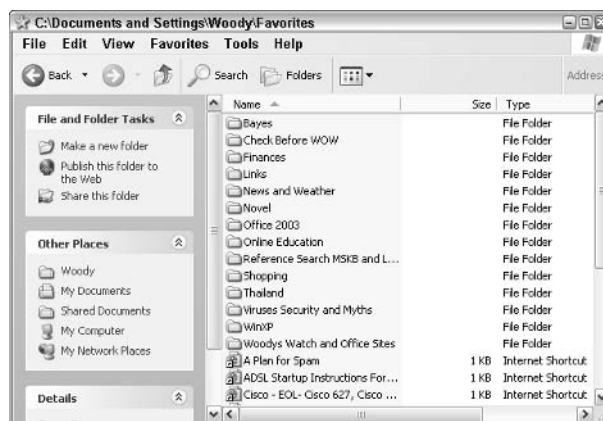 C:\Documents and Settings\Woody\Favorites
File Edit View Favorites Tools Help
Back Search Folders Address
File and Folder Tasks
Make a new folder
Publish this folder to
the Web
Share this folder
Other Places
Woody
My Documents
Shared Documents
My Computer
My Network Places
Details
Name Size Type
Bayes File Folder
Check Before WOW File Folder
Finances File Folder
Links File Folder
News and Weather File Folder
Novel File Folder
Office 2003 File Folder
Online Education File Folder
Reference Search MSKB and L... File Folder
Shopping File Folder
Thailand File Folder
Viruses Security and Myths File Folder
WinXP File Folder
Woodys Watch and Office Sites File Folder
A Plan for Spam 1 KB Internet Shortcut
ADSL Startup Instructions For... 1 KB Internet Shortcut
Cisco - EOL- Cisco 627, Cisco ... 1 KB Internet Shortcut